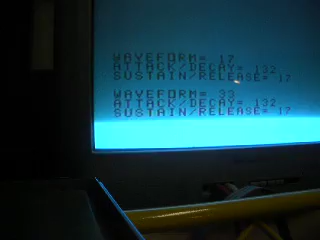 WAVEFORM= 17
ATTACK/DECAY= 132
SUSTAIN/RELEASE= 17
WAVEFORM= 33
ATTACK/DECAY= 132
SUSTAIN/RELEASE= 17